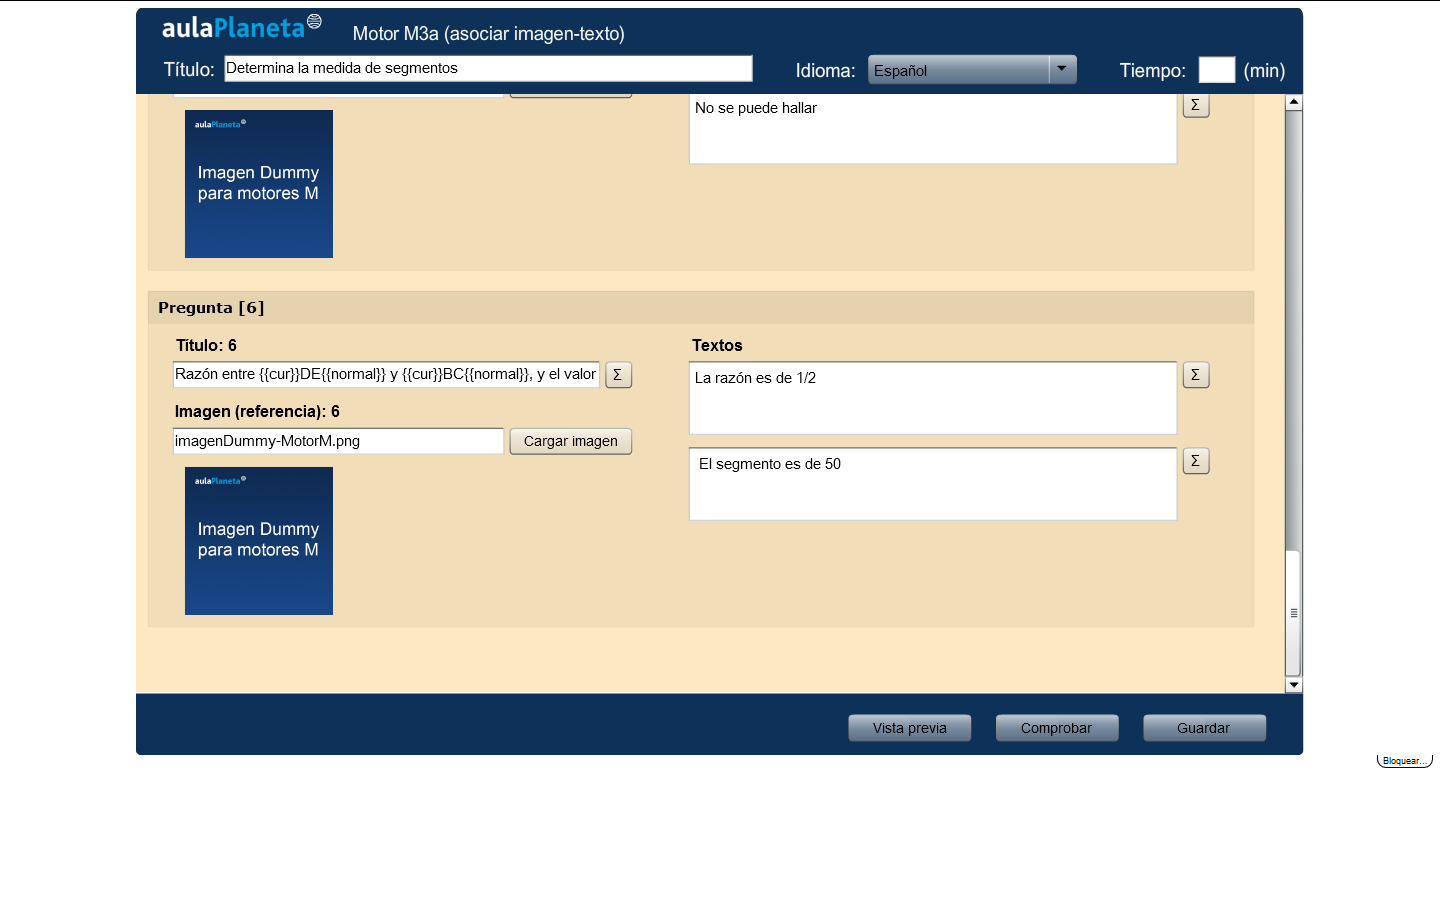 aulaPlaneta
Motor M3a (asociar imagen-texto)
Título: Determina la medida de segmentos
Idioma: Español
Tiempo: (min)
No se puede hallar
Σ
aulaPlaneta
Imagen Dummy
para motores M
Pregunta [6]
Título: 6
Textos
Razón entre {{cur}}DE{{normal}} y {{cur}}BC{{normal}}, y el valor
Σ
La razón es de 1/2
Σ
Imagen (referencia): 6
imagenDummy-MotorM.png
Cargar imagen
El segmento es de 50
Σ
aulaPlaneta
Imagen Dummy
para motores M
Vista previa
Comprobar
Guardar
Bloquear...